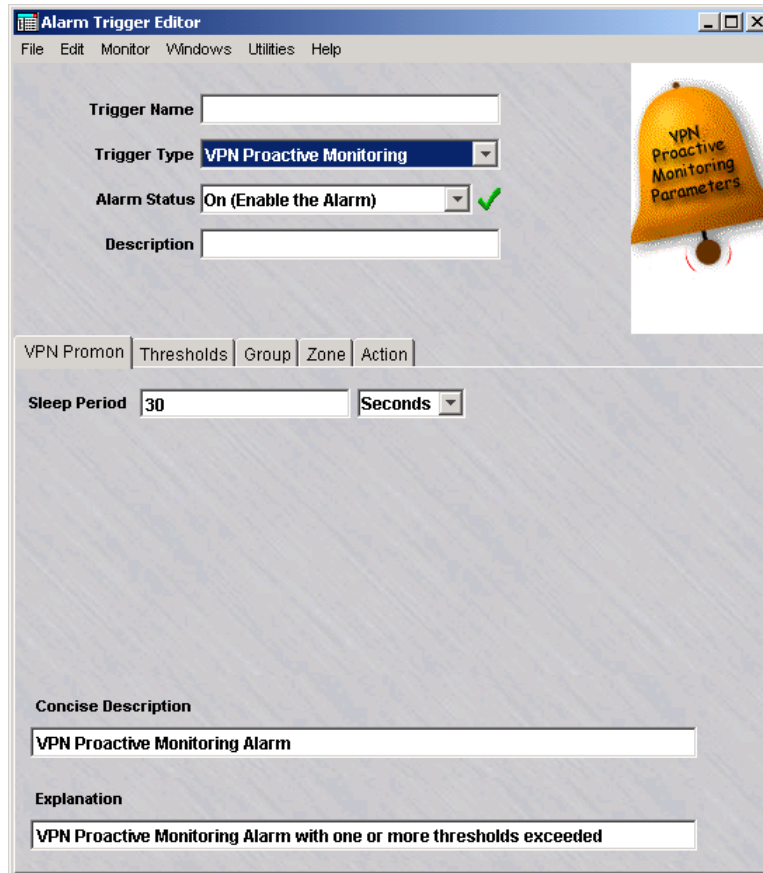 Alarm Trigger Editor
File Edit Monitor Windows Utilities Help
Trigger Name
Trigger Type VPN Proactive Monitoring
Alarm Status On (Enable the Alarm)
Description
VPN
Proactive
Monitoring
Parameters
VPN Promon Thresholds Group Zone Action
Sleep Period 30 Seconds
Concise Description
VPN Proactive Monitoring Alarm
Explanation
VPN Proactive Monitoring Alarm with one or more thresholds exceeded